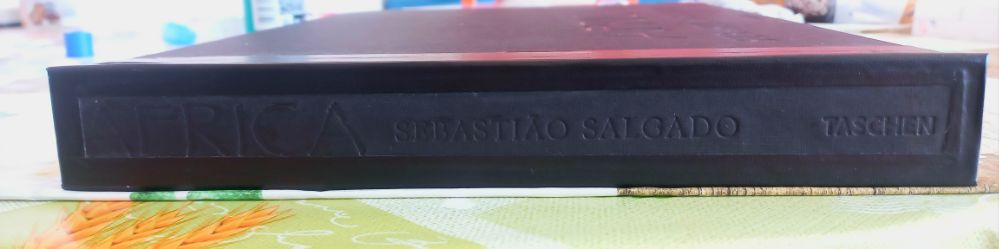 AFRICA SEBASTIÃO SALGADO TASCHEN